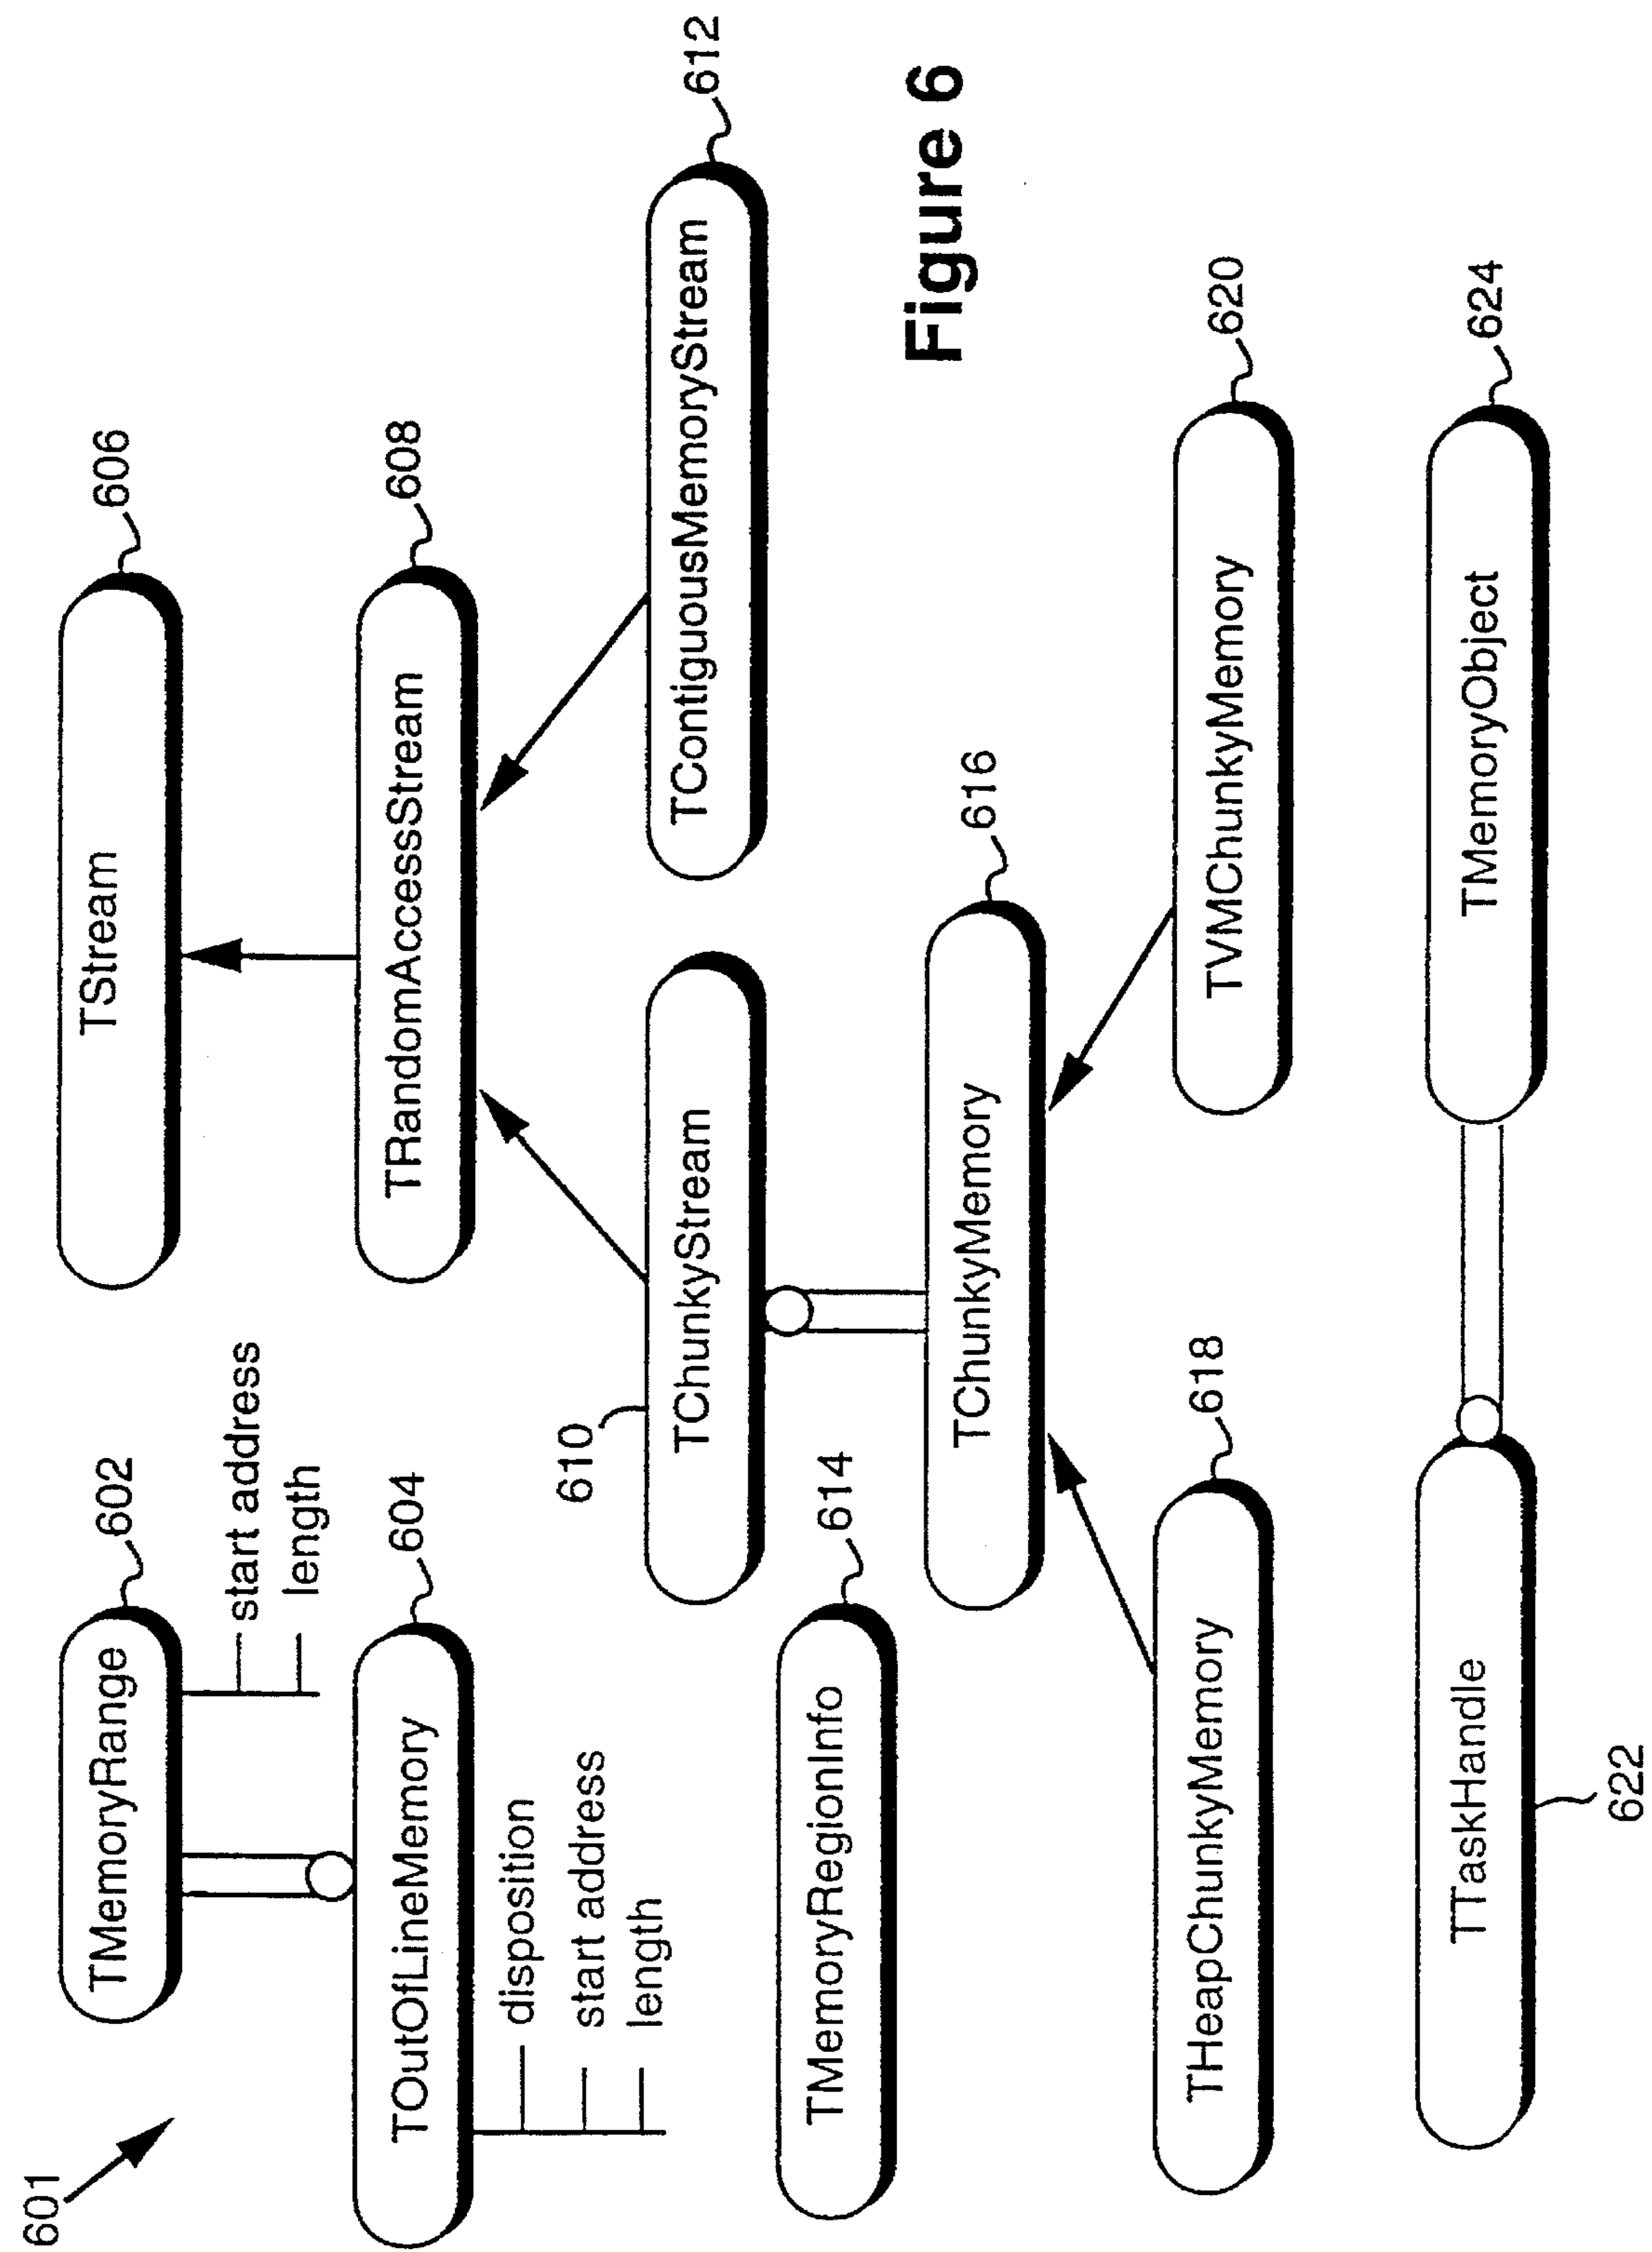 601
TMemoryRange
602
start address
length
TStream
606
TOutOfLineMemory
604
disposition
start address
length
TRandomAccessStream
608
610
TChunkyStream
TContiguousMemoryStream
612
TMemoryRegionInfo
614
TChunkyMemory
616
Figure 6
THeapChunkyMemory
618
TVMChunkyMemory
620
TTaskHandle
622
TMemoryObject
624